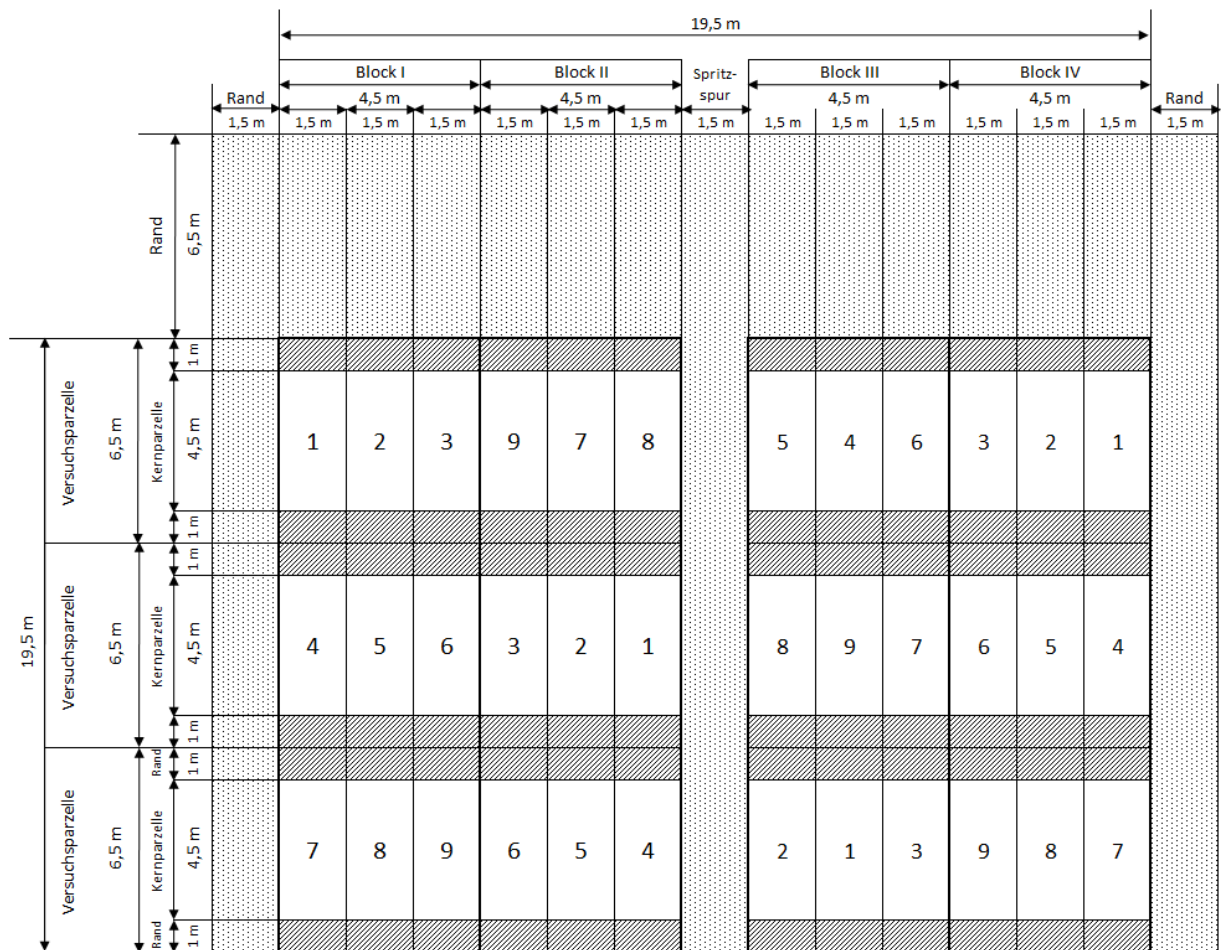 19,5 m
Block I Block II Spritz- Block III Block IV
spur
Rand 4,5 m 4,5 m 4,5 m 4,5 m Rand
1,5 m 1,5 m 1,5 m 1,5 m 1,5 m 1,5 m 1,5 m 1,5 m 1,5 m 1,5 m 1,5 m 1,5 m 1,5 m 1,5 m 1,5 m
Rand 6,5 m
1 m
Versuchsparzelle 6,5 m Kernparzelle 4,5 m 1 2 3 9 7 8 5 4 6 3 2 1
1 m
1 m
19,5 m Versuchsparzelle 6,5 m Kernparzelle 4,5 m 4 5 6 3 2 1 8 9 7 6 5 4
1 m
Rand 1 m
Versuchsparzelle 6,5 m Kernparzelle 4,5 m 7 8 9 6 5 4 2 1 3 9 8 7
Rand 1 m